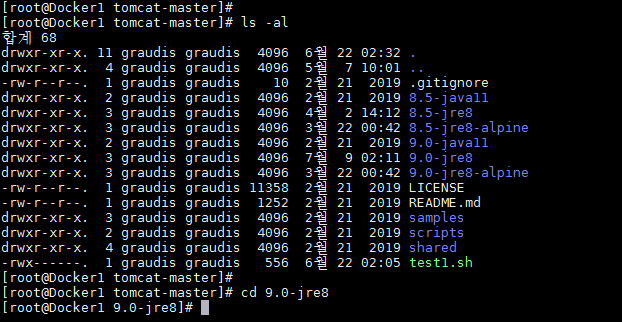 [root@Docker1 tomcat-master]#
[root@Docker1 tomcat-master]# ls -al
합계 68
drwxr-xr-x. 11 graudis graudis  4096  6월 22 02:32 .
drwxr-xr-x.  4 graudis graudis  4096  5월  7 10:01 ..
-rw-r--r--.  1 graudis graudis    10  2월 21  2019 .gitignore
drwxr-xr-x.  2 graudis graudis  4096  2월 21  2019 8.5-java11
drwxr-xr-x.  3 graudis graudis  4096  4월  2 14:12 8.5-jre8
drwxr-xr-x.  3 graudis graudis  4096  3월 22 00:42 8.5-jre8-alpine
drwxr-xr-x.  2 graudis graudis  4096  2월 21  2019 9.0-java11
drwxr-xr-x.  3 graudis graudis  4096  7월  9 02:11 9.0-jre8
drwxr-xr-x.  3 graudis graudis  4096  3월 22 00:42 9.0-jre8-alpine
-rw-r--r--.  1 graudis graudis 11358  2월 21  2019 LICENSE
-rw-r--r--.  1 graudis graudis  1252  2월 21  2019 README.md
drwxr-xr-x.  3 graudis graudis  4096  2월 21  2019 samples
drwxr-xr-x.  2 graudis graudis  4096  2월 21  2019 scripts
drwxr-xr-x.  4 graudis graudis  4096  2월 21  2019 shared
-rwx------.  1 graudis graudis   556  6월 22 02:05 test1.sh
[root@Docker1 tomcat-master]#
[root@Docker1 tomcat-master]# cd 9.0-jre8
[root@Docker1 9.0-jre8]#